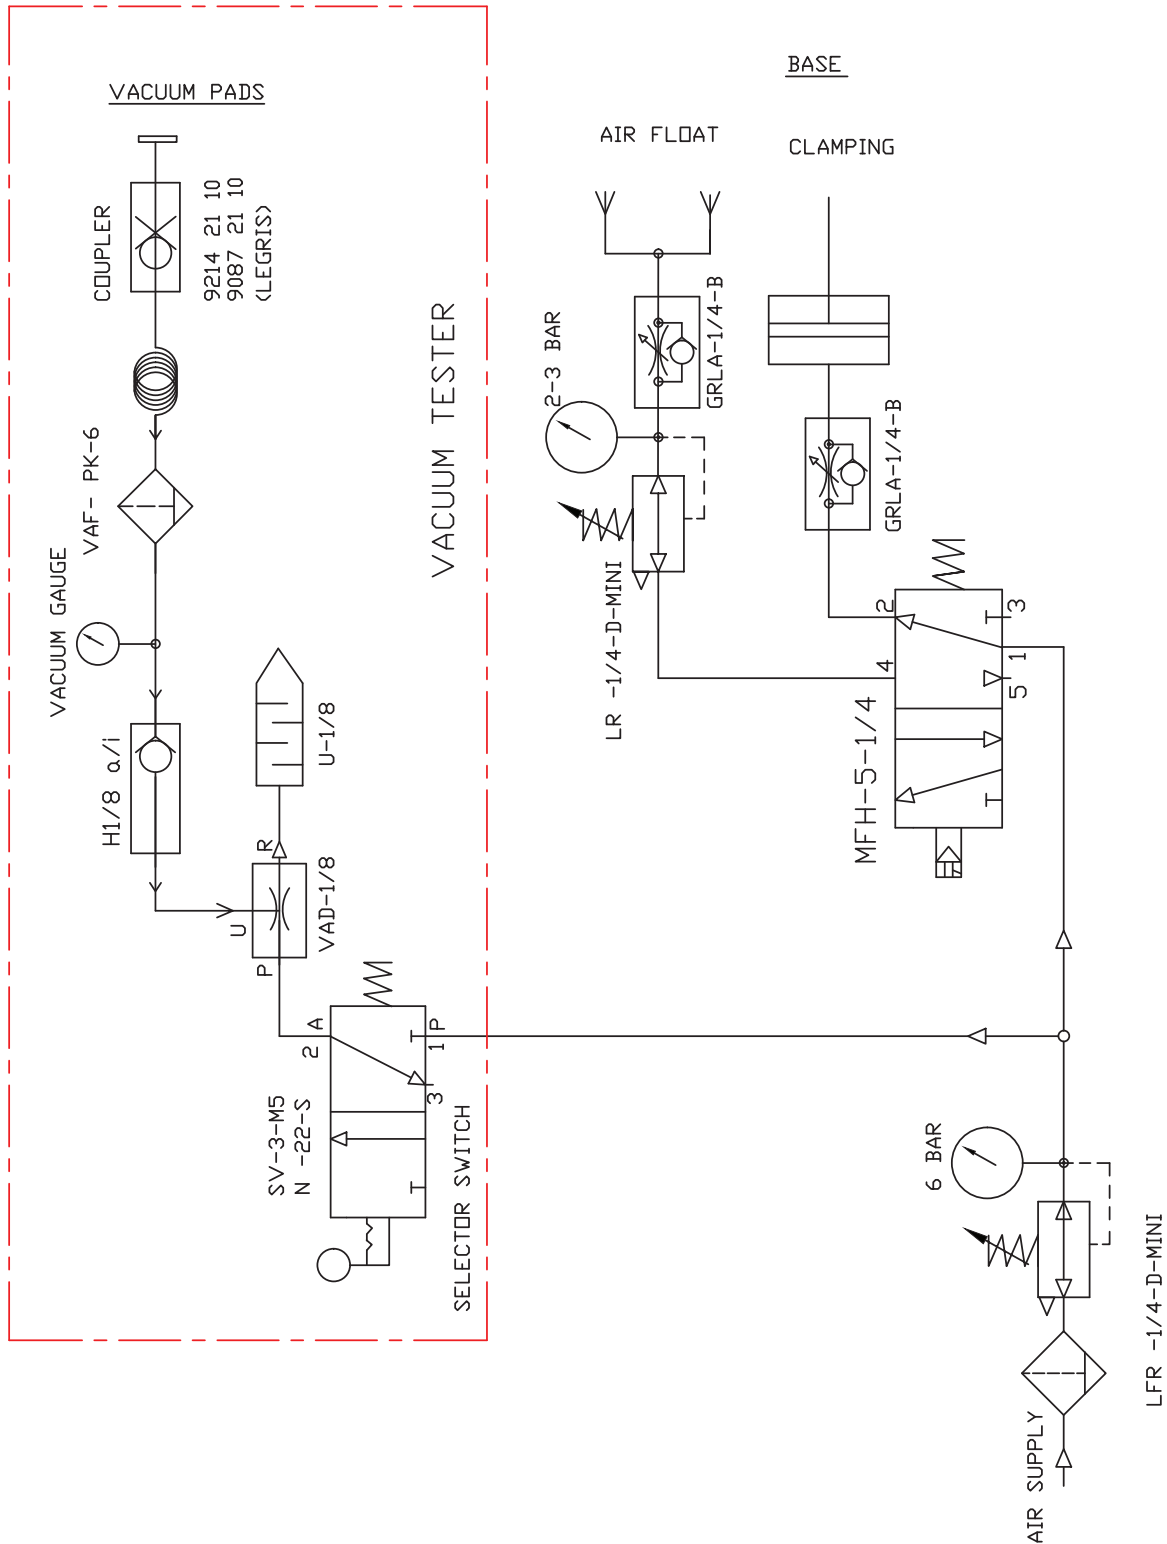 VACUUM PADS
BASE
AIR FLOAT
CLAMPING
COUPLER
9214 21 10
9087 21 10
(LEGRIS)
VACUUM TESTER
2-3 BAR
GRLA-1/4-B
GRLA-1/4-B
VAF- PK-6
VACUUM GAUGE
H1/8 a/i
U-1/8
LR -1/4-D-MINI
MFH-5-1/4
2
3
4
1
5
R
U
P
VAD-1/8
A
2
P
1
3
SV-3-M5
N -22-S
SELECTOR SWITCH
6 BAR
LFR -1/4-D-MINI
AIR SUPPLY